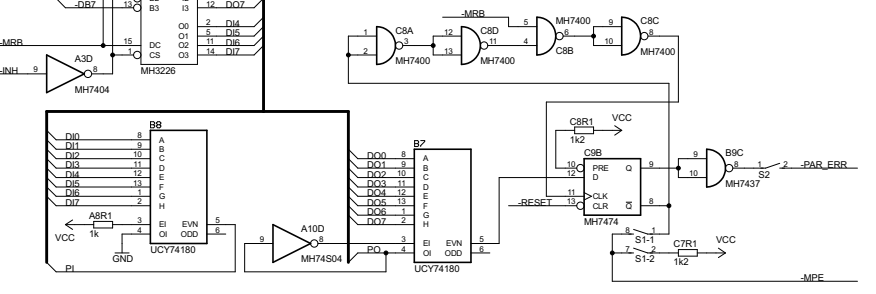 -DB7 13 B3 I3 12 DO7
O0 2 DI4
O1 5 DI5
O2 11 DI6
O3 14 DI7
-MRB 15 DC
1 CS
MH3226
-INH 9 A3D 8
MH7404
C8A
1
2
3
MH7400
12
13
C8D
11
MH7400
-MRB 5
4
MH7400
6
C8B
9
10
C8C
8
MH7400
B8
DI0 8 A
DI1 9 B
DI2 10 C
DI3 11 D
DI4 12 E
DI5 13 F
DI6 1 G
DI7 2 H
A8R1
1k
VCC
3 EI EVN 5
4 OI ODD 6
GND
UCY74180
PI
A10D
9 8
MH74S04
B7
DO0 8 A
DO1 9 B
DO2 10 C
DO3 11 D
DO4 12 E
DO5 13 F
DO6 1 G
DO7 2 H
3 EI EVN 5
PO 4 OI ODD 6
UCY74180
C8R1
1k2
VCC
C9B
10 PRE Q 9
12 D
11 CLK
-RESET 13 CLR Q 8
MH7474
B9C
9
10
8
MH7437
1 2
S2
-PAR_ERR
8 1
S1-1
7 2
S1-2
C7R1
1k2
VCC
-MPE